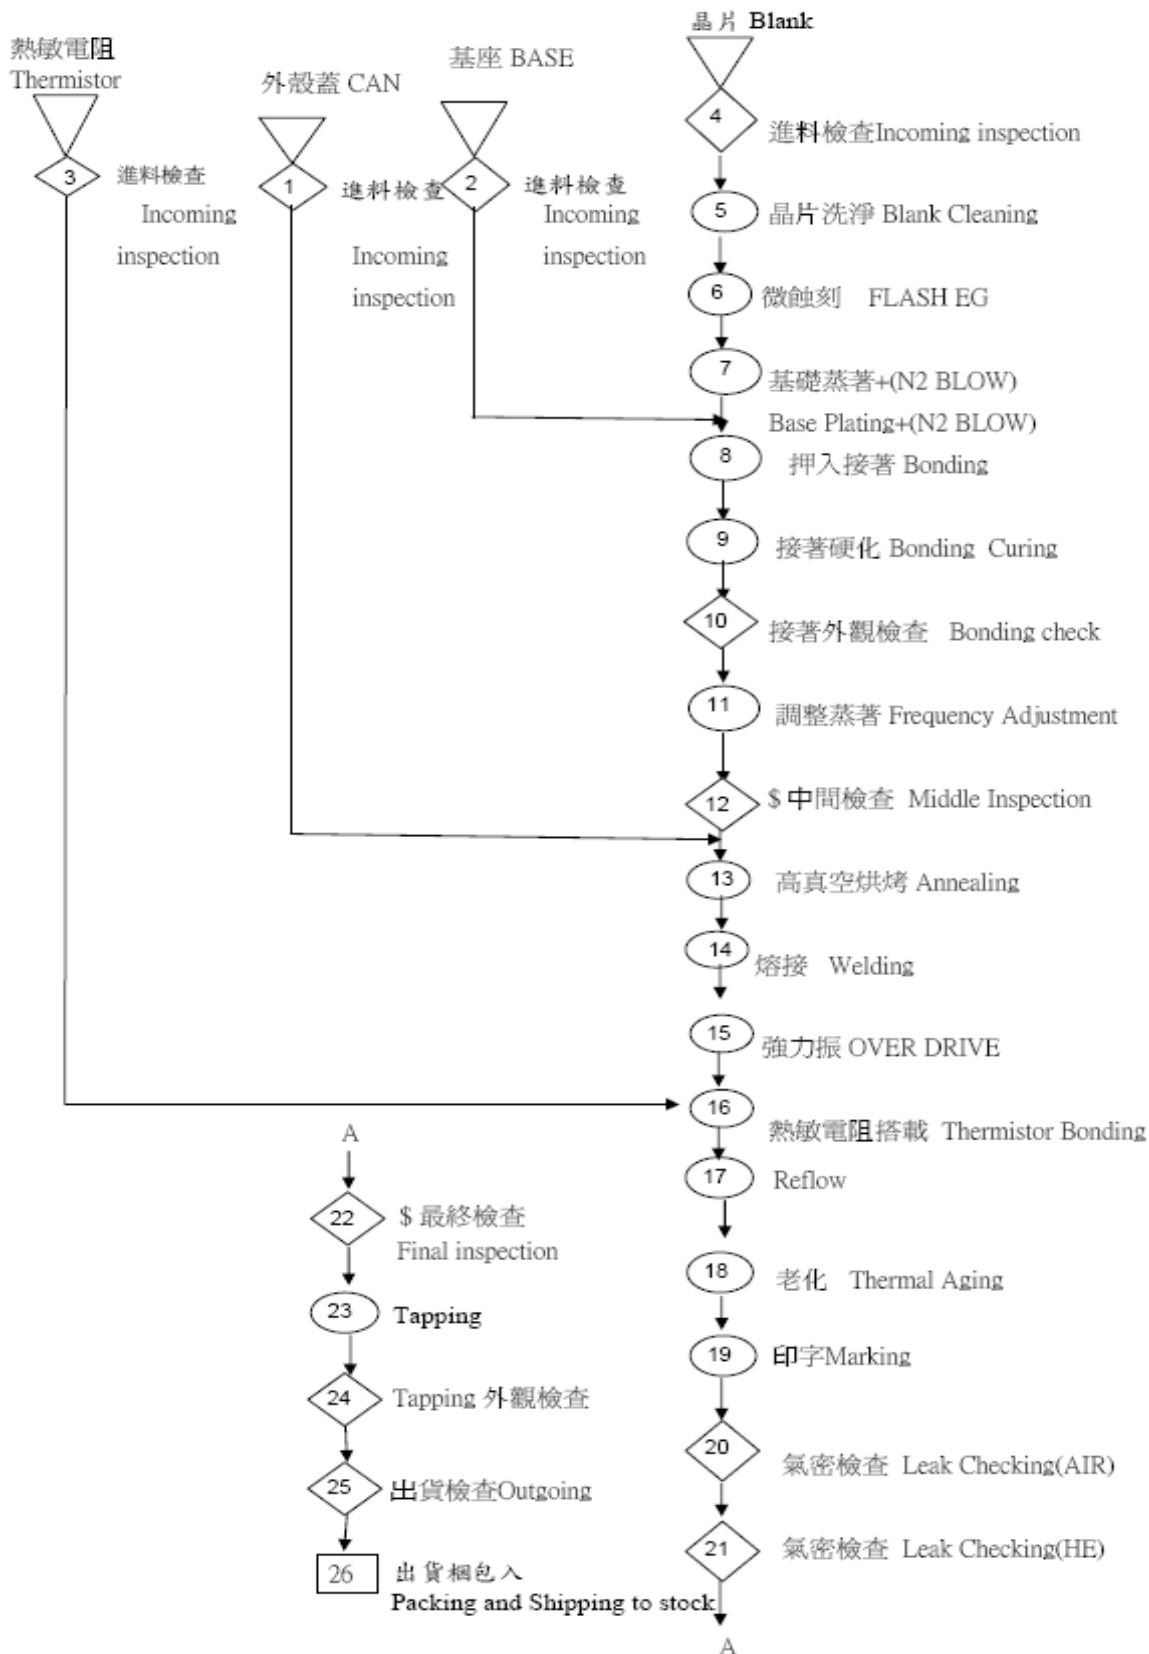 熱敏電阻
Thermistor
3
進料檢查
Incoming
inspection
外殼蓋 CAN
1
進料檢查
Incoming
inspection
基座 BASE
2
進料檢查
Incoming
inspection
晶片 Blank
4
進料檢查Incoming inspection
5
晶片洗淨 Blank Cleaning
6
微蝕刻 FLASH EG
7
基礎蒸著+(N2 BLOW)
Base Plating+(N2 BLOW)
8
押入接著 Bonding
9
接著硬化 Bonding Curing
10
接著外觀檢查 Bonding check
11
調整蒸著 Frequency Adjustment
12
$ 中間檢查 Middle Inspection
13
高真空烘烤 Annealing
14
熔接 Welding
15
強力振 OVER DRIVE
16
熱敏電阻搭載 Thermistor Bonding
17
Reflow
18
老化 Thermal Aging
19
印字Marking
20
氣密檢查 Leak Checking(AIR)
21
氣密檢查 Leak Checking(HE)
A
A
22
$ 最終檢查
Final inspection
23
Tapping
24
Tapping 外觀檢查
25
出貨檢查Outgoing
26
出貨梱包入
Packing and Shipping to stock